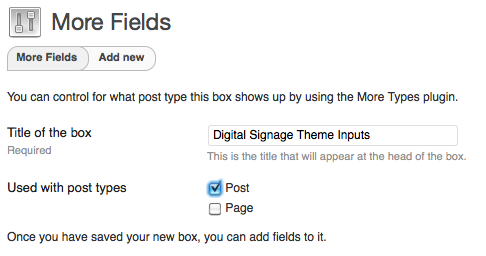 More Fields
More Fields Add new
You can control for what post type this box shows up by using the More Types plugin.
Title of the box Digital Signage Theme Inputs
Required This is the title that will appear at the head of the box.
Used with post types Post
Page
Once you have saved your new box, you can add fields to it.